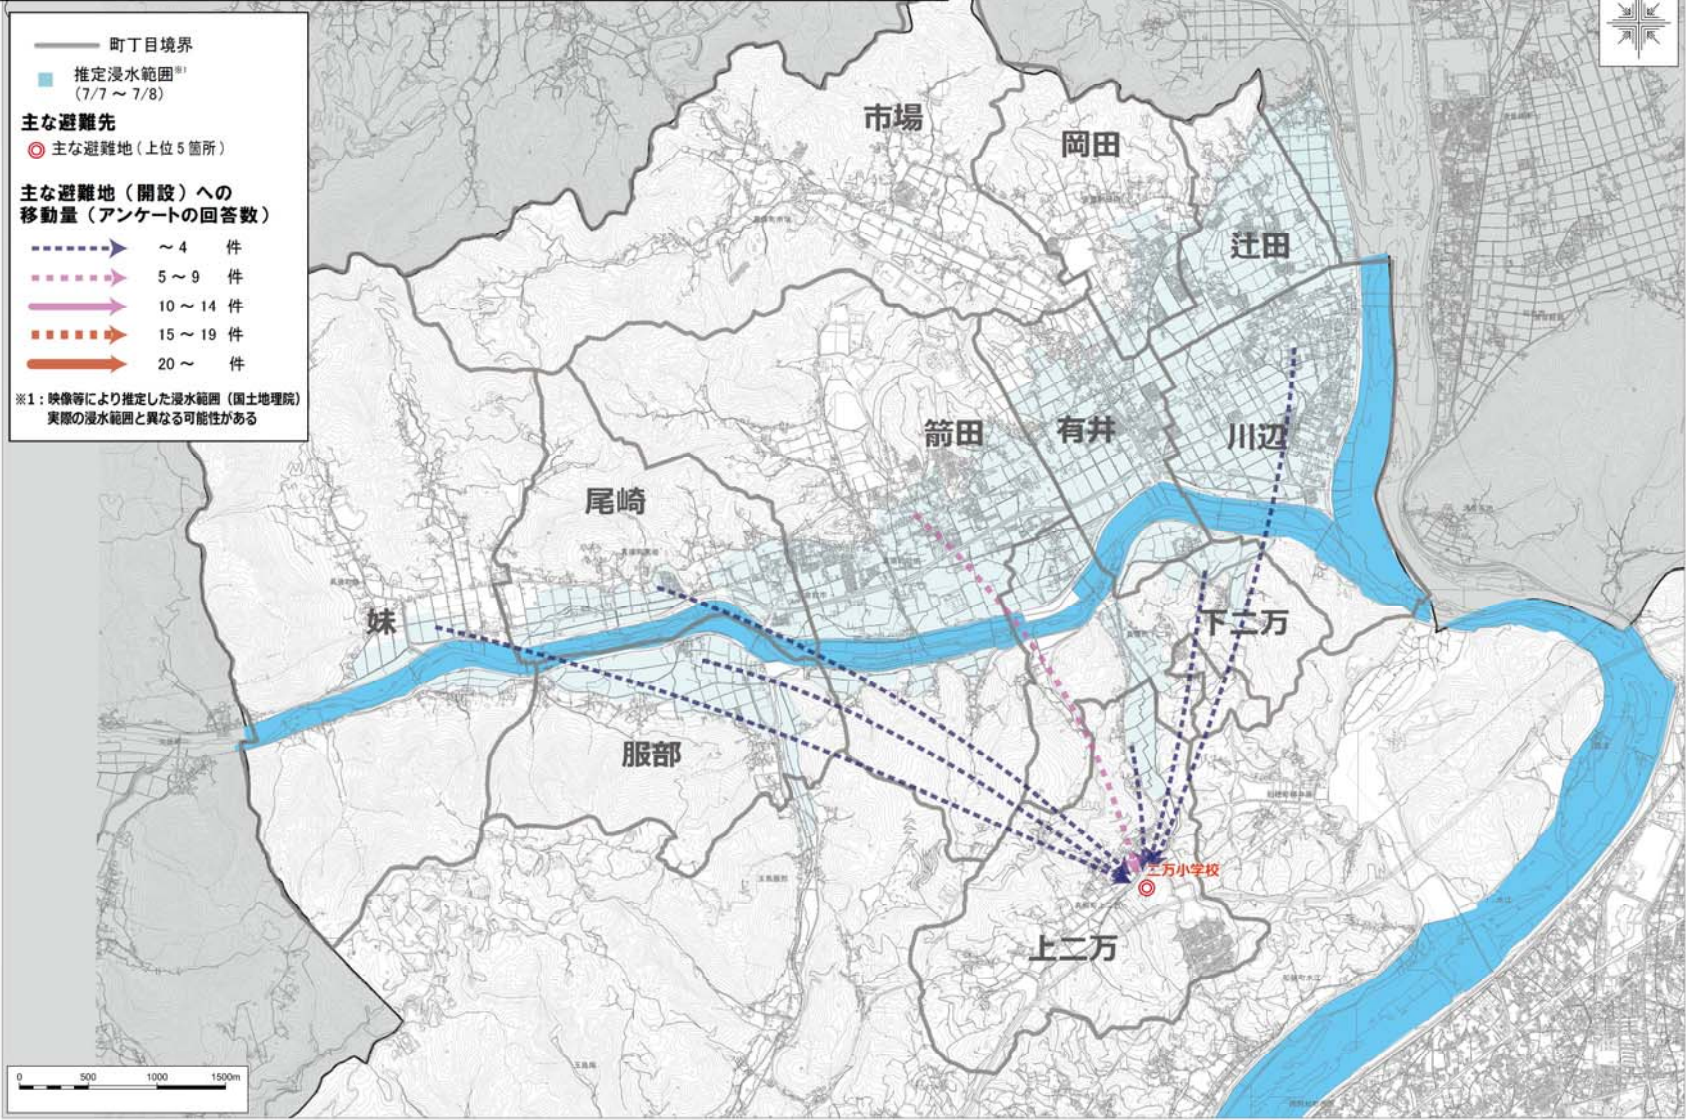 町丁目境界
推定浸水範囲※1
(7/7 ～ 7/8)
主な避難先
主な避難地（上位5箇所）
主な避難地（開設）への
移動量（アンケートの回答数）
～ 4 件
5 ～ 9 件
10 ～ 14 件
15 ～ 19 件
20 ～ 件
※1：映像等により推定した浸水範囲（国土地理院）
実際の浸水範囲と異なる可能性がある
市場
岡田
辻田
箭田
有井
川辺
尾崎
妹
下二万
服部
二万小学校
上二万
0 500 1000 1500m